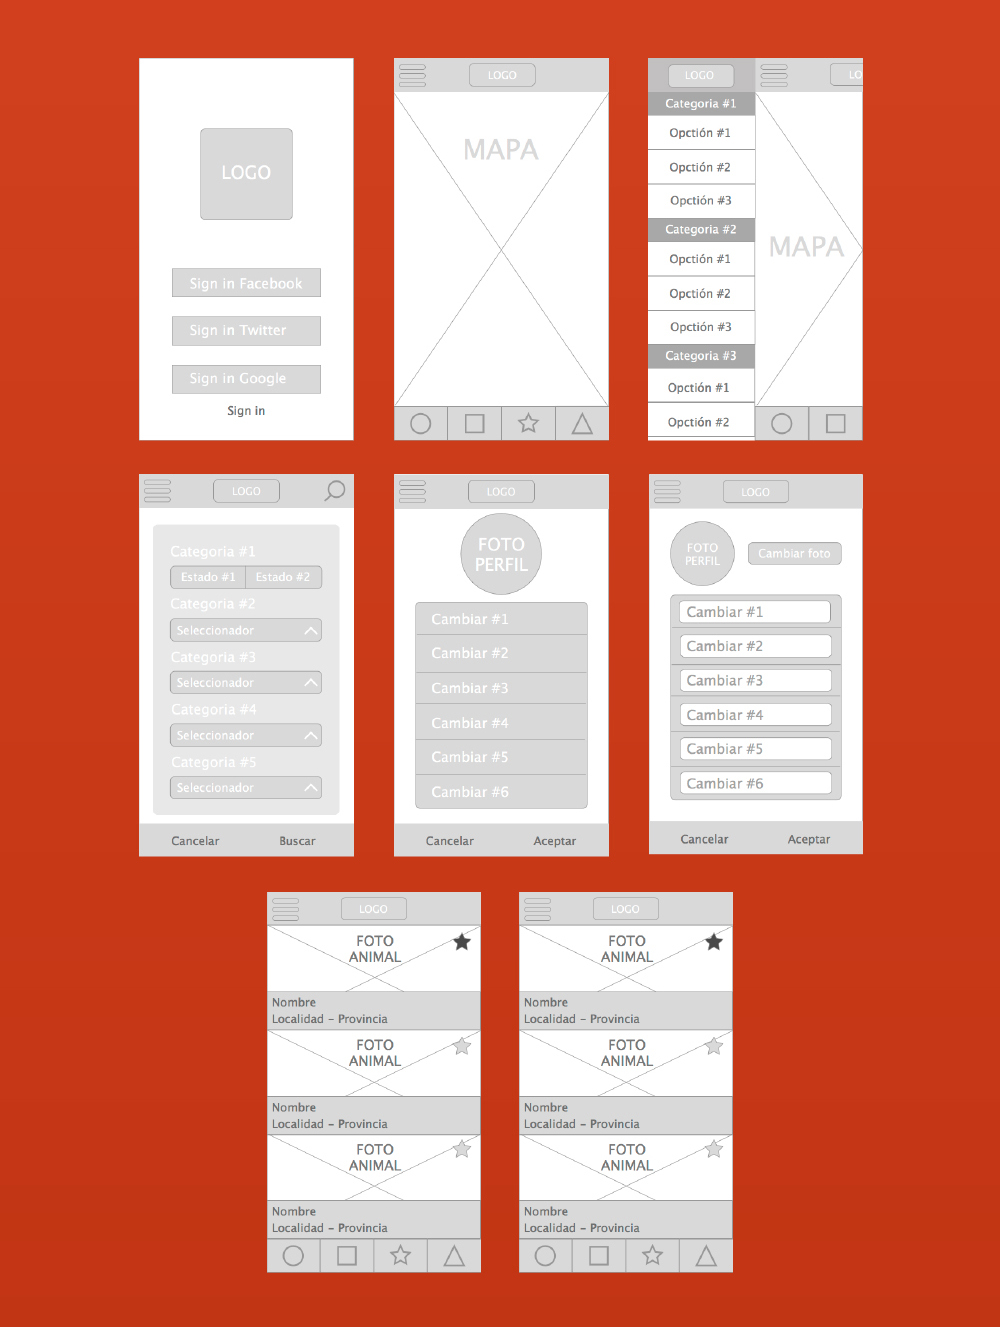 LOGO
Sign in Facebook
Sign in Twitter
Sign in Google
Sign in
LOGO
MAPA
LOGO
LO
Categoria #1
Opctión #1
Opctión #2
Opctión #3
Categoria #2
Opctión #1
Opctión #2
Opctión #3
Categoria #3
Opctión #1
Opctión #2
MAPA
LOGO
Categoria #1
Estado #1 Estado #2
Categoria #2
Seleccionador
Categoria #3
Seleccionador
Categoria #4
Seleccionador
Categoria #5
Seleccionador
Cancelar Buscar
LOGO
FOTO
PERFIL
Cambiar #1
Cambiar #2
Cambiar #3
Cambiar #4
Cambiar #5
Cambiar #6
Cancelar Aceptar
LOGO
FOTO
PERFIL
Cambiar foto
Cambiar #1
Cambiar #2
Cambiar #3
Cambiar #4
Cambiar #5
Cambiar #6
Cancelar Aceptar
LOGO
FOTO
ANIMAL
Nombre
Localidad - Provincia
FOTO
ANIMAL
Nombre
Localidad - Provincia
FOTO
ANIMAL
Nombre
Localidad - Provincia
LOGO
FOTO
ANIMAL
Nombre
Localidad - Provincia
FOTO
ANIMAL
Nombre
Localidad - Provincia
FOTO
ANIMAL
Nombre
Localidad - Provincia